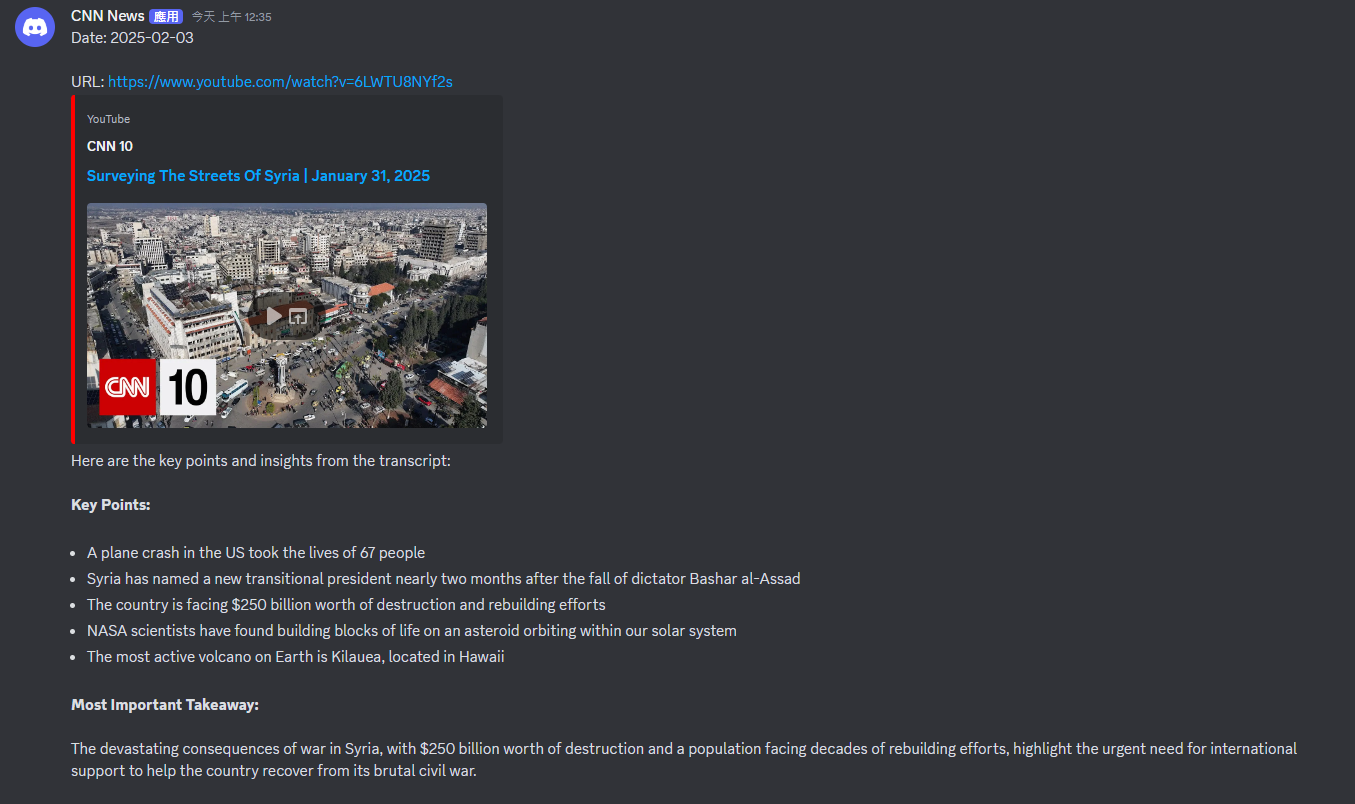 CNN News 應用 今天 上午 12:35
Date: 2025-02-03
URL: https://www.youtube.com/watch?v=6LWTU8NYf2s
YouTube
CNN 10
Surveying The Streets Of Syria | January 31, 2025
CNN 10
Here are the key points and insights from the transcript:
Key Points:
• A plane crash in the US took the lives of 67 people
• Syria has named a new transitional president nearly two months after the fall of dictator Bashar al-Assad
• The country is facing $250 billion worth of destruction and rebuilding efforts
• NASA scientists have found building blocks of life on an asteroid orbiting within our solar system
• The most active volcano on Earth is Kilauea, located in Hawaii
Most Important Takeaway:
The devastating consequences of war in Syria, with $250 billion worth of destruction and a population facing decades of rebuilding efforts, highlight the urgent need for international
support to help the country recover from its brutal civil war.